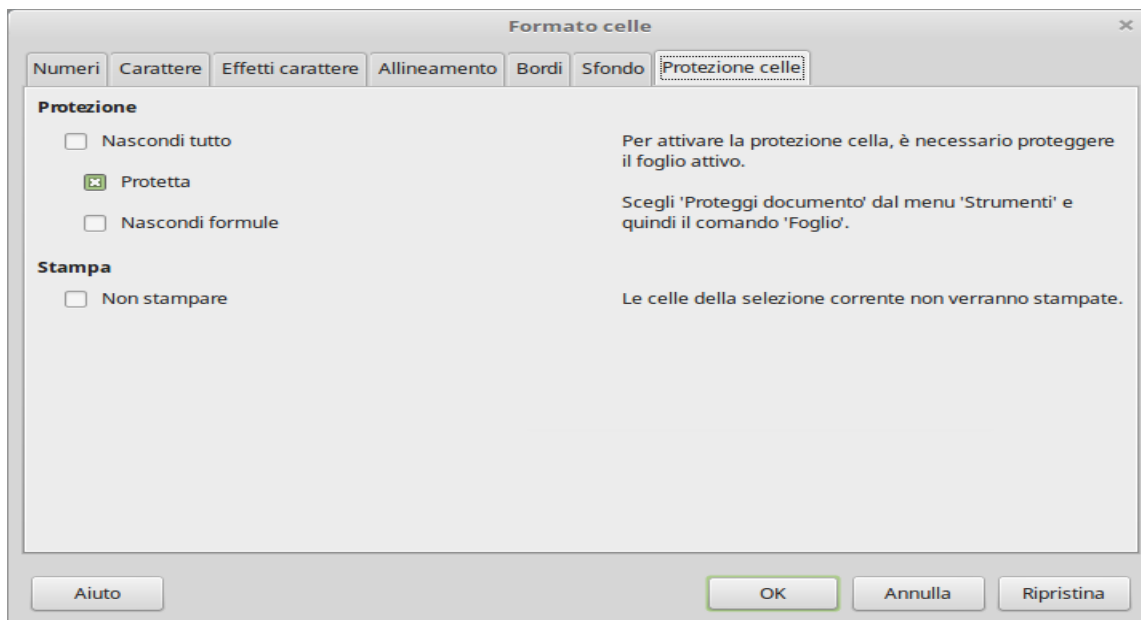 Formato celle
Numeri Carattere Effetti carattere Allineamento Bordi Sfondo Protezione celle
Protezione
Nascondi tutto
Protetta
Nascondi formule
Per attivare la protezione cella, è necessario proteggere
il foglio attivo.
Scegli 'Proteggi documento' dal menu 'Strumenti' e
quindi il comando 'Foglio'.
Stampa
Non stampare
Le celle della selezione corrente non verranno stampate.
Aiuto OK Annulla Ripristina